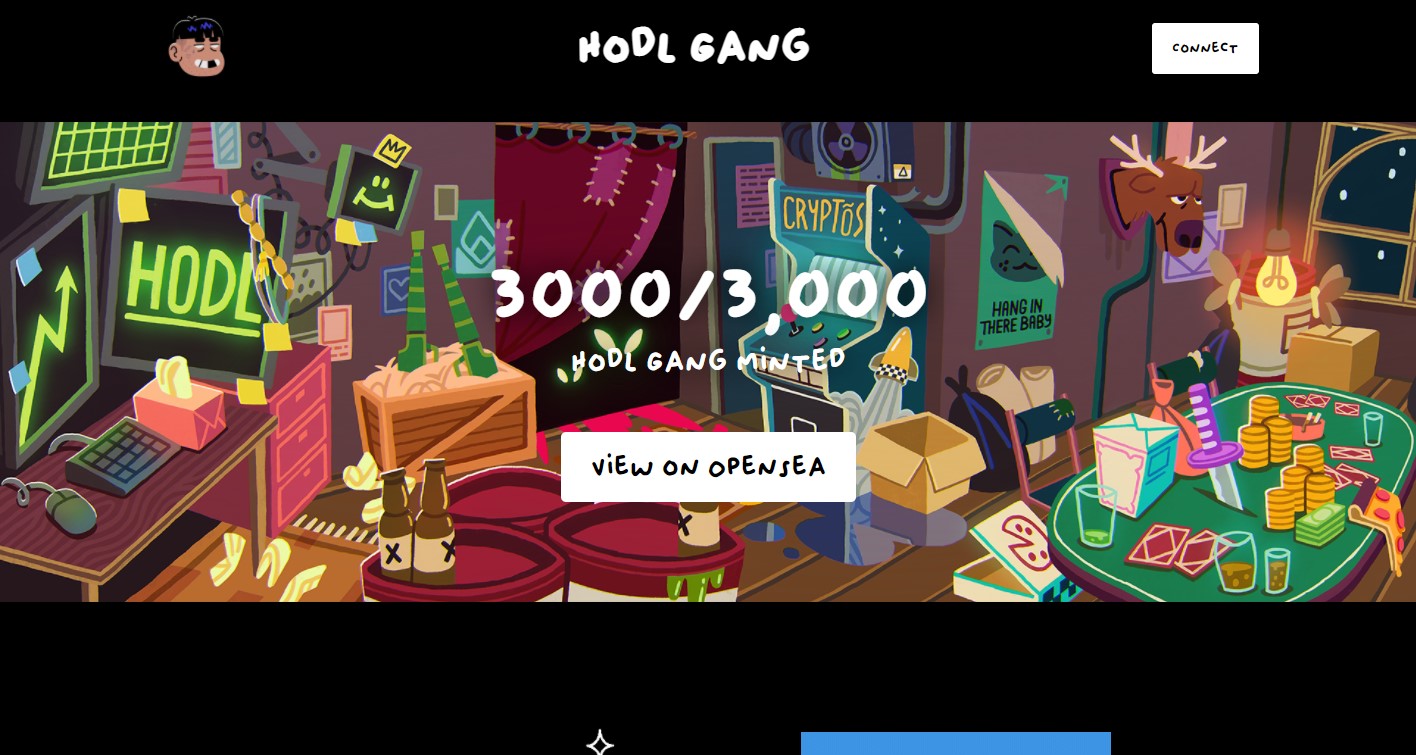 HODL GANG
CONNECT
HODL
CRYPTOS
3000/3,000
HANG IN
THERE BABY
HODL GANG MINTED
VIEW ON OPENSEA
X
X
X